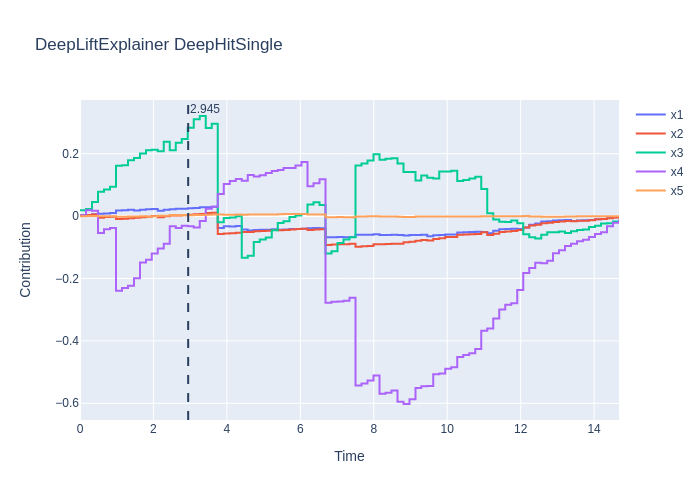 DeepLiftExplainer DeepHitSingle
2.945
x1
x2
x3
x4
x5
0.2
0
−0.2
−0.4
−0.6
Contribution
0
2
4
6
8
10
12
14
Time